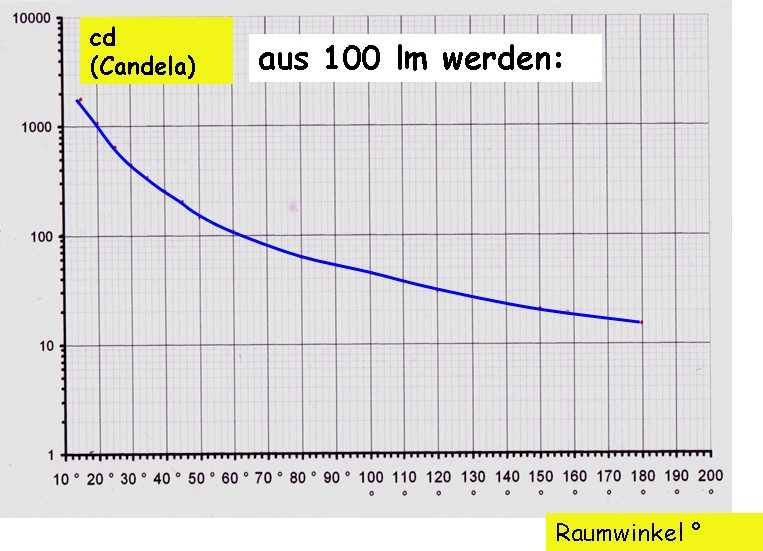 10000
cd
(Candela)
aus 100 lm werden:
1000
100
10
1
10 ° 20 ° 30 ° 40 ° 50 ° 60 ° 70 ° 80 ° 90 ° 100 110 120 130 140 150 160 170 180 190 200
° ° ° ° ° ° ° ° ° ° °
Raumwinkel °